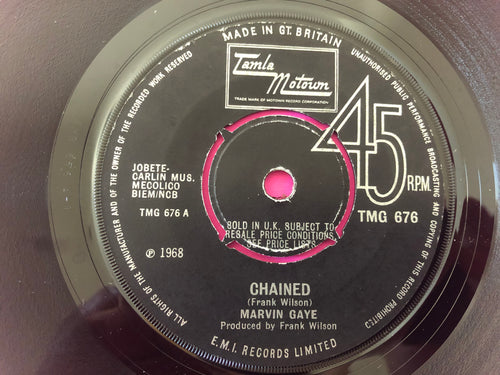 MADE IN GT. BRITAIN
UNAUTHORISED PUBLIC PERFORMANCE BROADCASTING AND COPYING OF THIS RECORD PROHIBITED
ALL RIGHTS OF THE MANUFACTURER AND OF THE OWNER OF THE RECORDED WORK RESERVED
Tamla
Motown
TRADE MARK OF MOTOWN RECORD CORPORATION
45
R.P.M.
TMG 676
JOBETE-
CARLIN MUS.
MECOLICO
BIEM/NCB
TMG 676 A
SOLD IN U.K. SUBJECT TO
RESALE PRICE CONDITIONS,
SEE PRICE LISTS
℗ 1968
CHAINED
(Frank Wilson)
MARVIN GAYE
Produced by Frank Wilson
E.M.I. RECORDS LIMITED